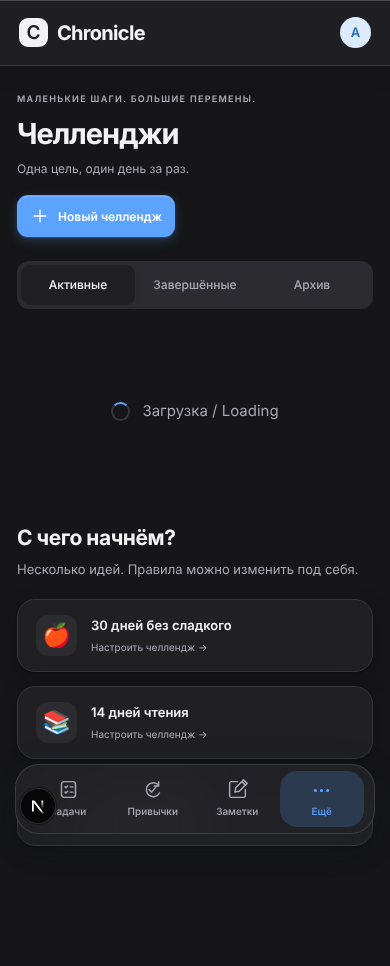 C Chronicle
A
МАЛЕНЬКИЕ ШАГИ. БОЛЬШИЕ ПЕРЕМЕНЫ.
Челленджи
Одна цель, один день за раз.
Новый челлендж
Активные Завершённые Архив
Загрузка / Loading
С чего начнём?
Несколько идей. Правила можно изменить под себя.
30 дней без сладкого
Настроить челлендж →
14 дней чтения
Настроить челлендж →
N
адачи Привычки Заметки Ещё